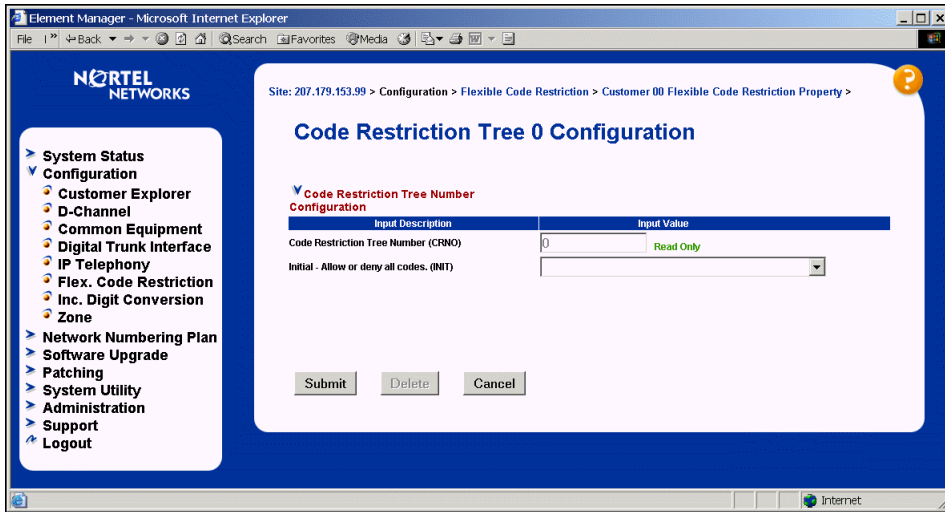 Element Manager - Microsoft Internet Explorer
File 1 » Back Search Favorites Media
NORTEL
NETWORKS
Site: 207.179.153.99 > Configuration > Flexible Code Restriction > Customer 00 Flexible Code Restriction Property >
?
Code Restriction Tree 0 Configuration
System Status
Configuration
Customer Explorer
D-Channel
Common Equipment
Digital Trunk Interface
IP Telephony
Flex. Code Restriction
Inc. Digit Conversion
Zone
Network Numbering Plan
Software Upgrade
Patching
System Utility
Administration
Support
Logout
Code Restriction Tree Number
Configuration
Input Description Input Value
Code Restriction Tree Number (CRNO) 0 Read Only
Initial - Allow or deny all codes. (INIT)
Submit Delete Cancel
Internet